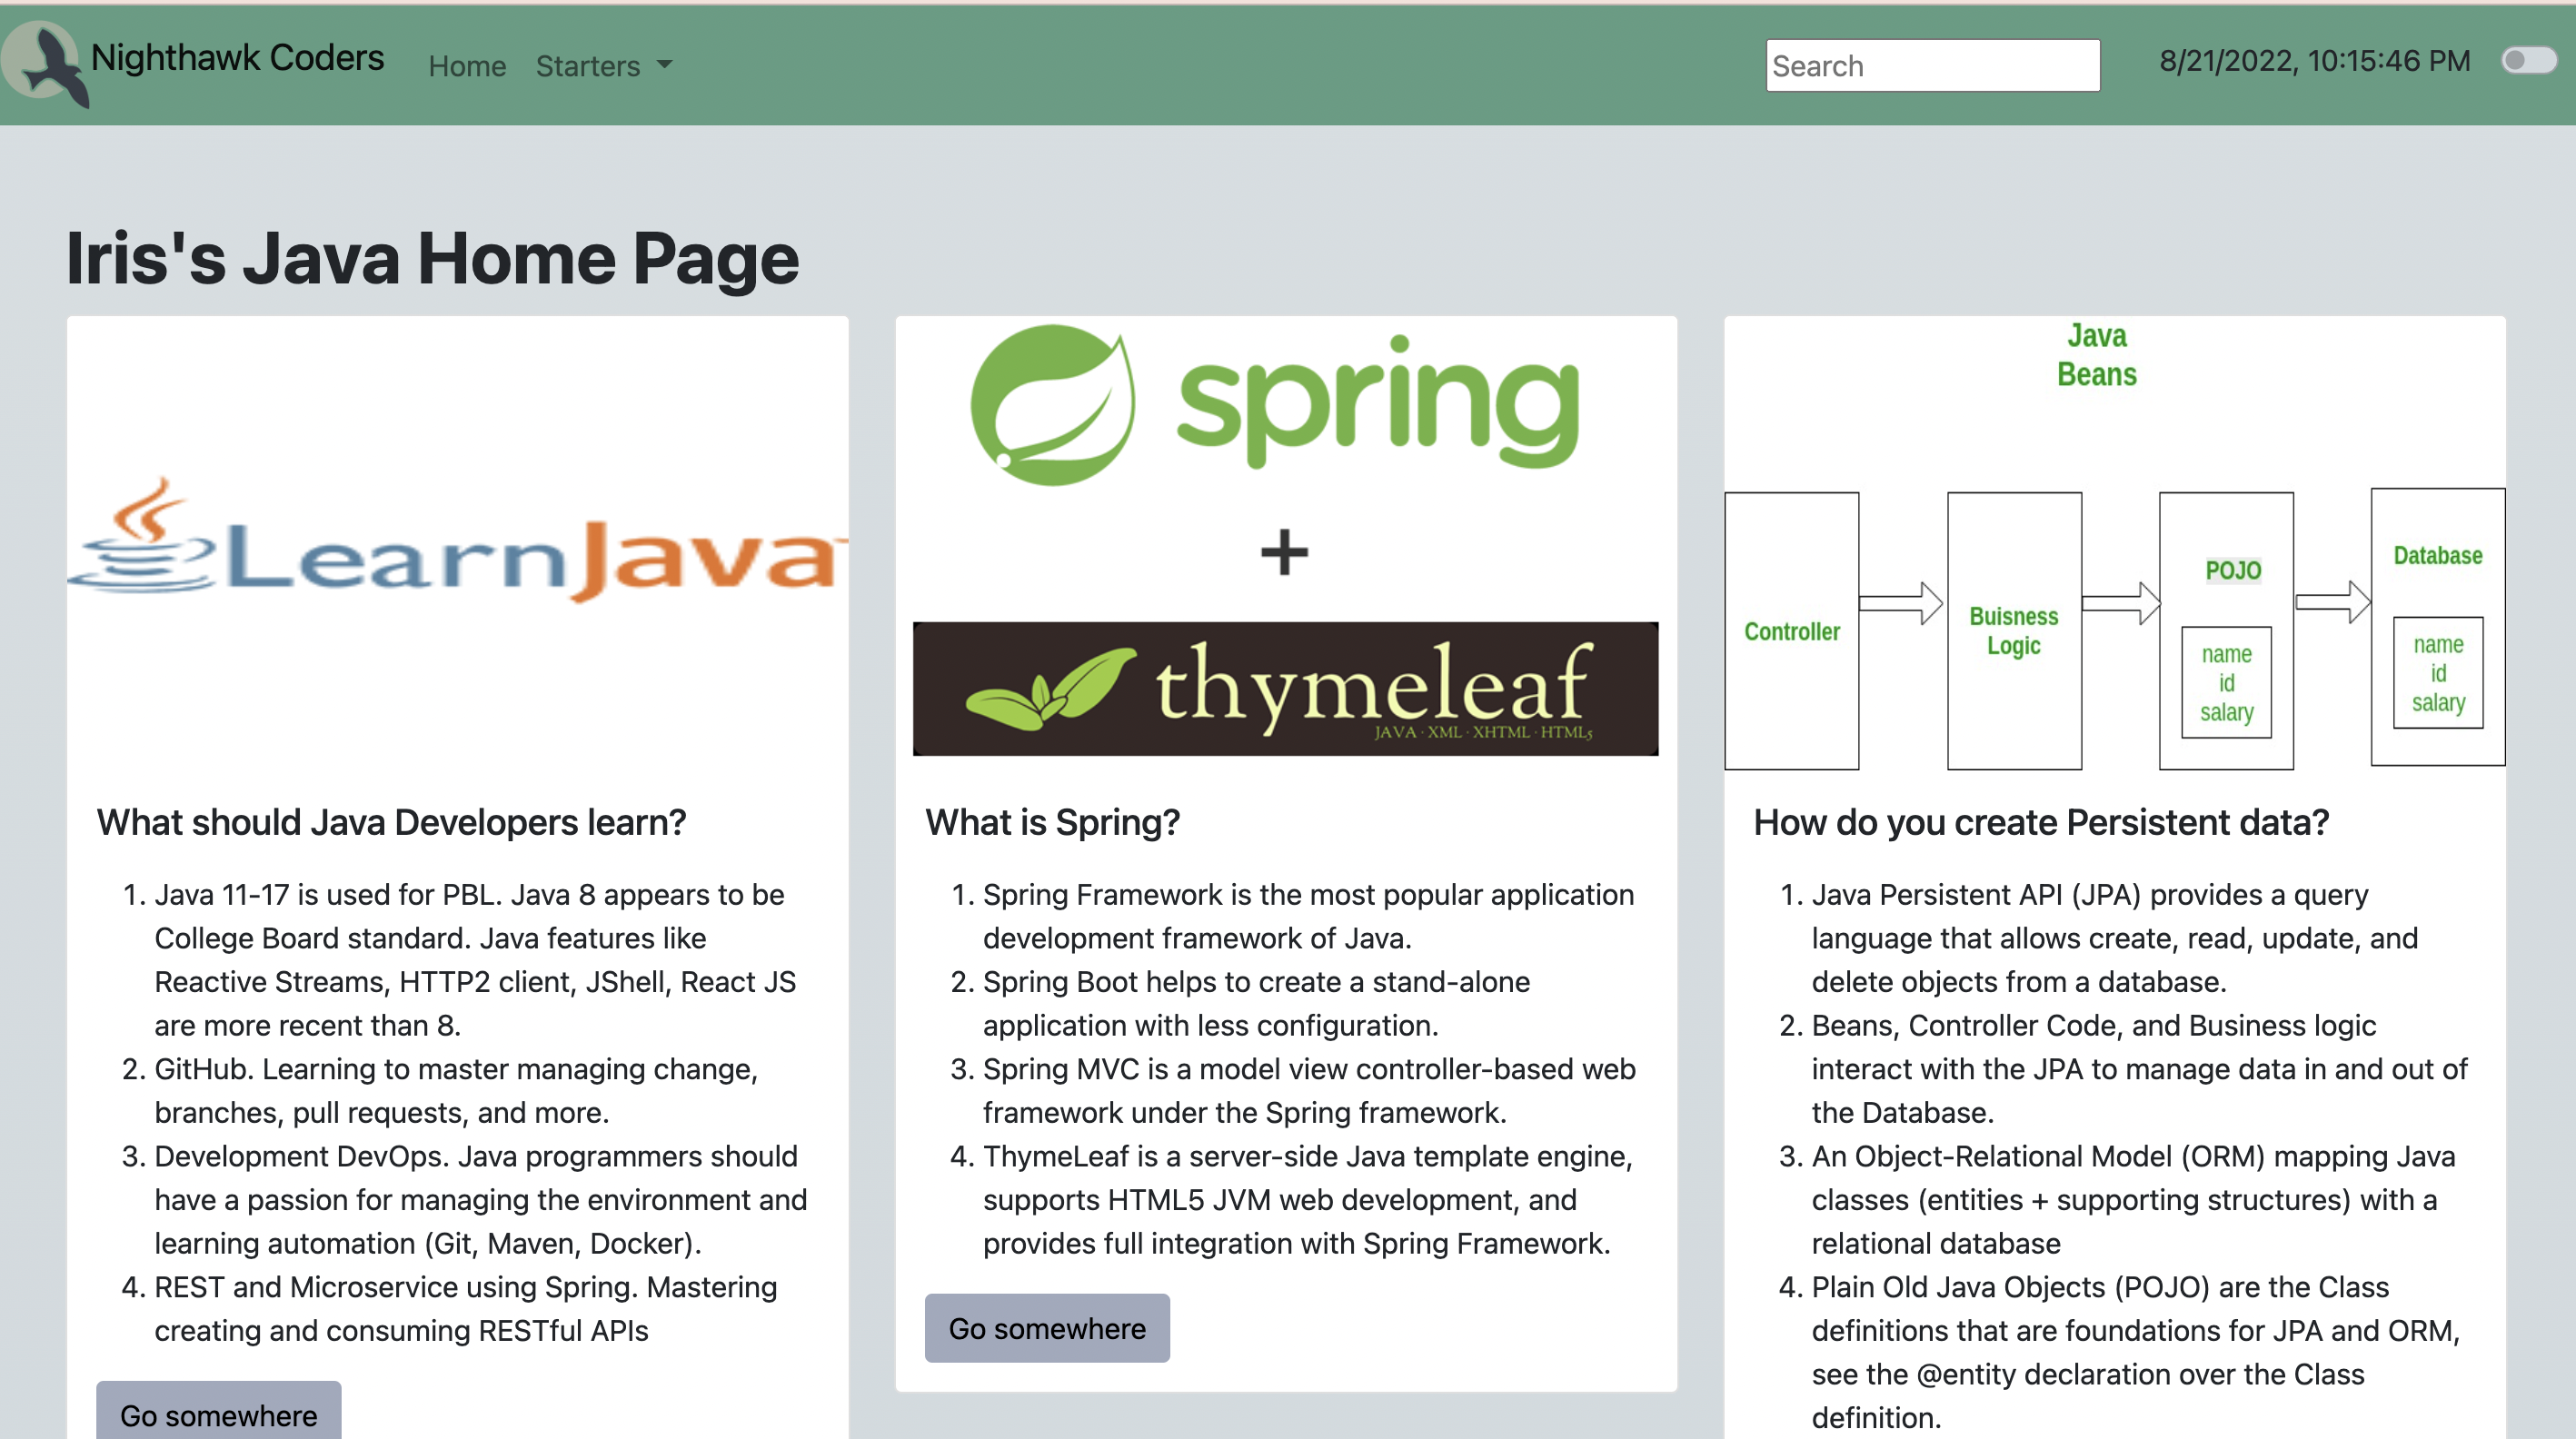 Nighthawk Coders
Home
Starters
Search
8/21/2022, 10:15:46 PM
Iris's Java Home Page
LearnJava
What should Java Developers learn?
1. Java 11-17 is used for PBL. Java 8 appears to be
College Board standard. Java features like
Reactive Streams, HTTP2 client, JShell, React JS
are more recent than 8.
2. GitHub. Learning to master managing change,
branches, pull requests, and more.
3. Development DevOps. Java programmers should
have a passion for managing the environment and
learning automation (Git, Maven, Docker).
4. REST and Microservice using Spring. Mastering
creating and consuming RESTful APIs
Go somewhere
spring
+
thymeleaf
JAVA · XML · XHTML · HTML5
What is Spring?
1. Spring Framework is the most popular application
development framework of Java.
2. Spring Boot helps to create a stand-alone
application with less configuration.
3. Spring MVC is a model view controller-based web
framework under the Spring framework.
4. ThymeLeaf is a server-side Java template engine,
supports HTML5 JVM web development, and
provides full integration with Spring Framework.
Go somewhere
Java
Beans
Controller
Buisness
Logic
POJO
name
id
salary
Database
name
id
salary
How do you create Persistent data?
1. Java Persistent API (JPA) provides a query
language that allows create, read, update, and
delete objects from a database.
2. Beans, Controller Code, and Business logic
interact with the JPA to manage data in and out of
the Database.
3. An Object-Relational Model (ORM) mapping Java
classes (entities + supporting structures) with a
relational database
4. Plain Old Java Objects (POJO) are the Class
definitions that are foundations for JPA and ORM,
see the @entity declaration over the Class
definition.